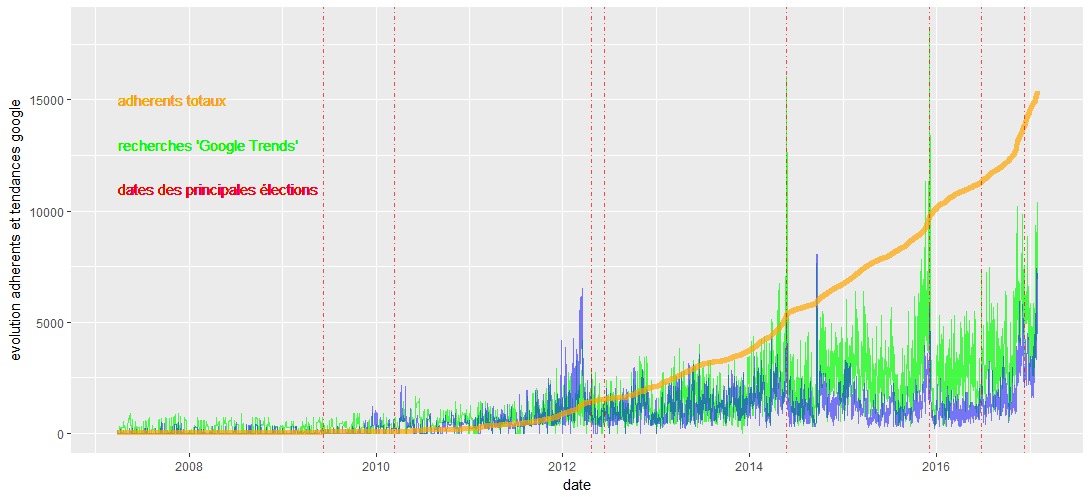 15000
10000
5000
0
evolution adherents et tendances google
adherents totaux
recherches 'Google Trends'
dates des principales élections
2008 2010 2012 2014 2016
date